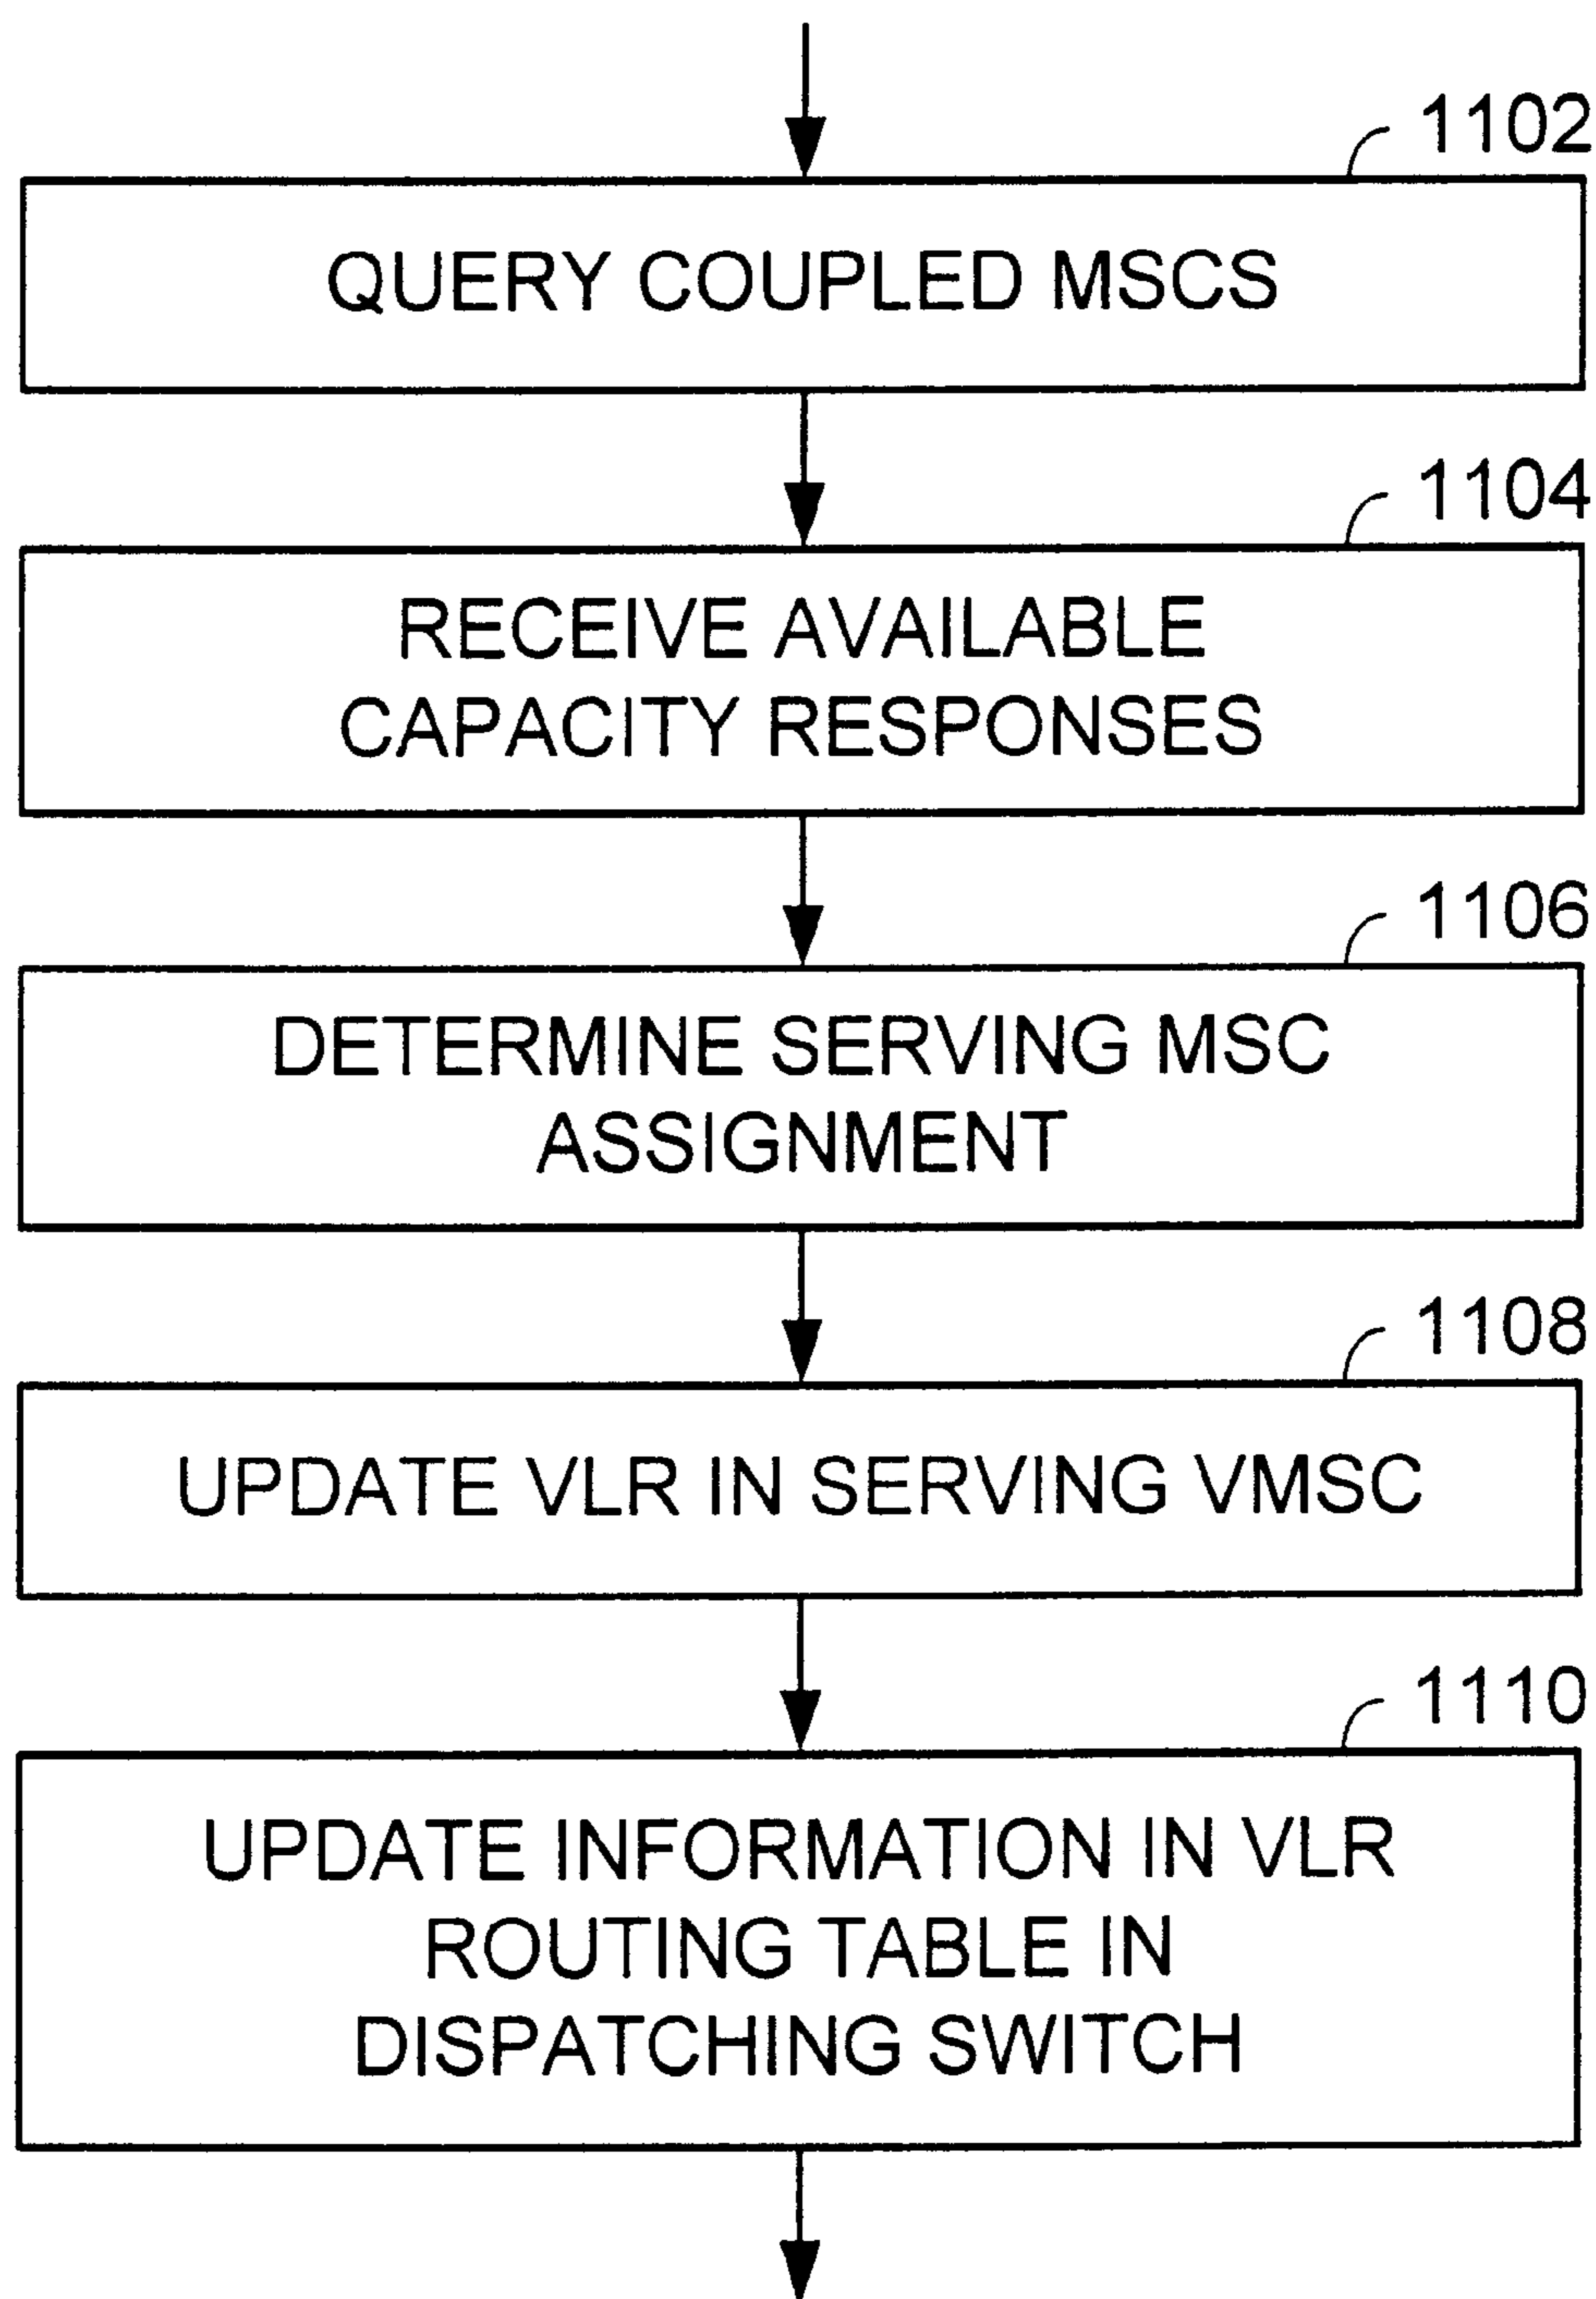 1102
QUERY COUPLED MSCS
1104
RECEIVE AVAILABLE
CAPACITY RESPONSES
1106
DETERMINE SERVING MSC
ASSIGNMENT
1108
UPDATE VLR IN SERVING VMSC
1110
UPDATE INFORMATION IN VLR
ROUTING TABLE IN
DISPATCHING SWITCH